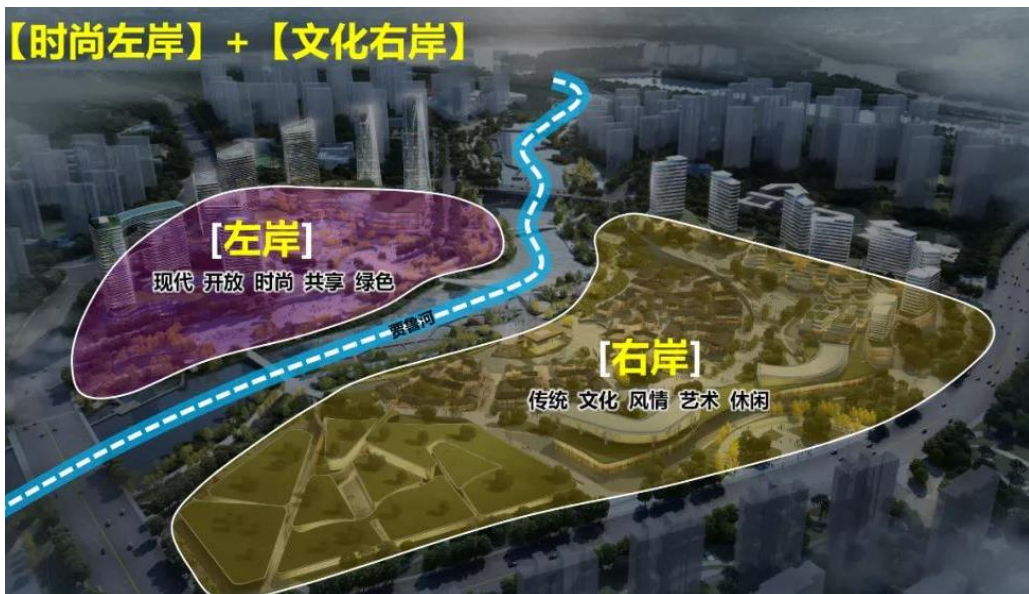 【时尚左岸】+【文化右岸】
[左岸]
现代 开放 时尚 共享 绿色
贾鲁河
[右岸]
传统 文化 风情 艺术 休闲